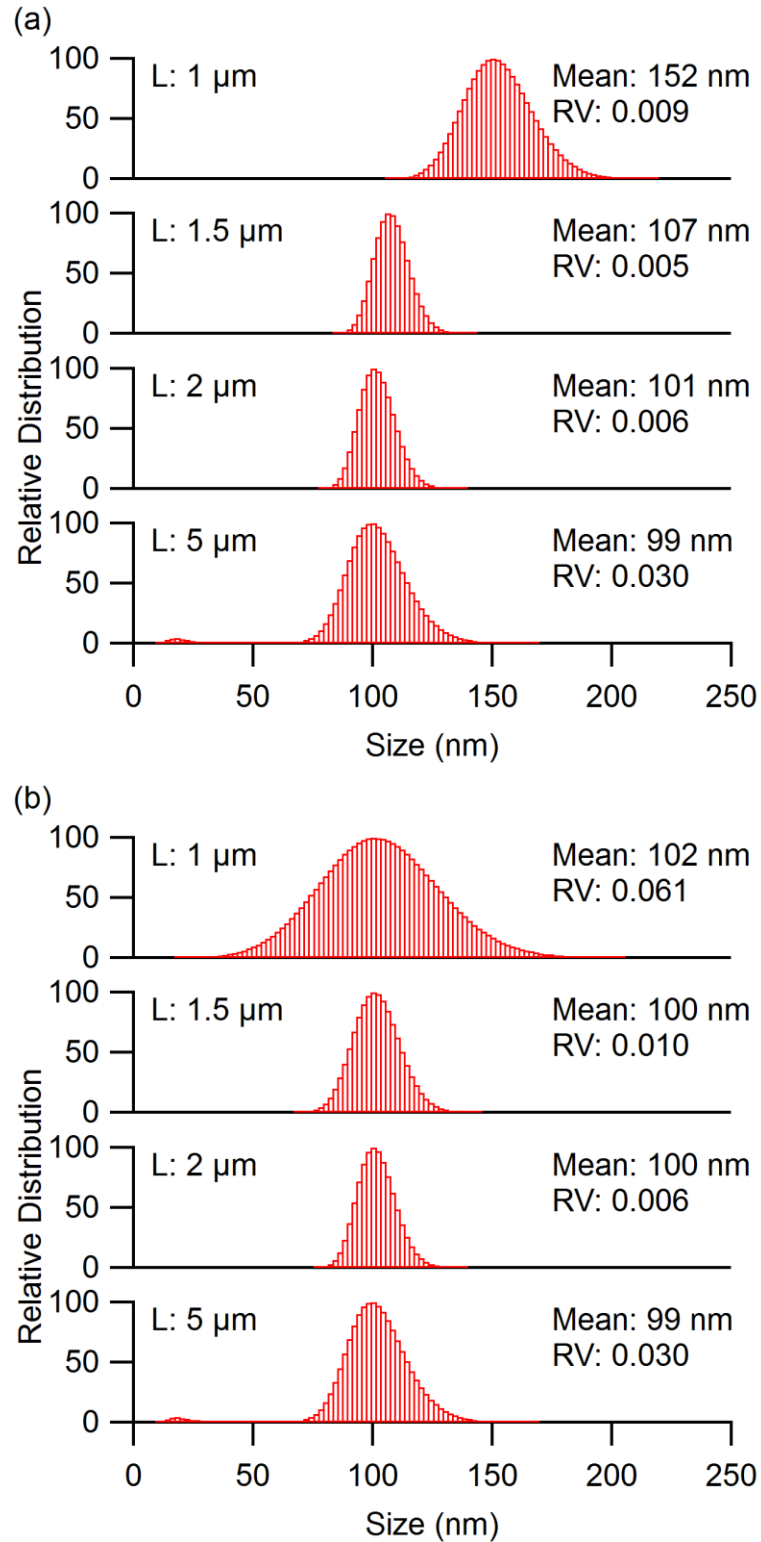 (a)
100
50
0
L: 1 µm
Mean: 152 nm
RV: 0.009
100
50
0
L: 1.5 µm
Mean: 107 nm
RV: 0.005
100
50
0
L: 2 µm
Mean: 101 nm
RV: 0.006
100
50
0
L: 5 µm
Mean: 99 nm
RV: 0.030
Relative Distribution
0 50 100 150 200 250
Size (nm)
(b)
100
50
0
L: 1 µm
Mean: 102 nm
RV: 0.061
100
50
0
L: 1.5 µm
Mean: 100 nm
RV: 0.010
100
50
0
L: 2 µm
Mean: 100 nm
RV: 0.006
100
50
0
L: 5 µm
Mean: 99 nm
RV: 0.030
Relative Distribution
0 50 100 150 200 250
Size (nm)